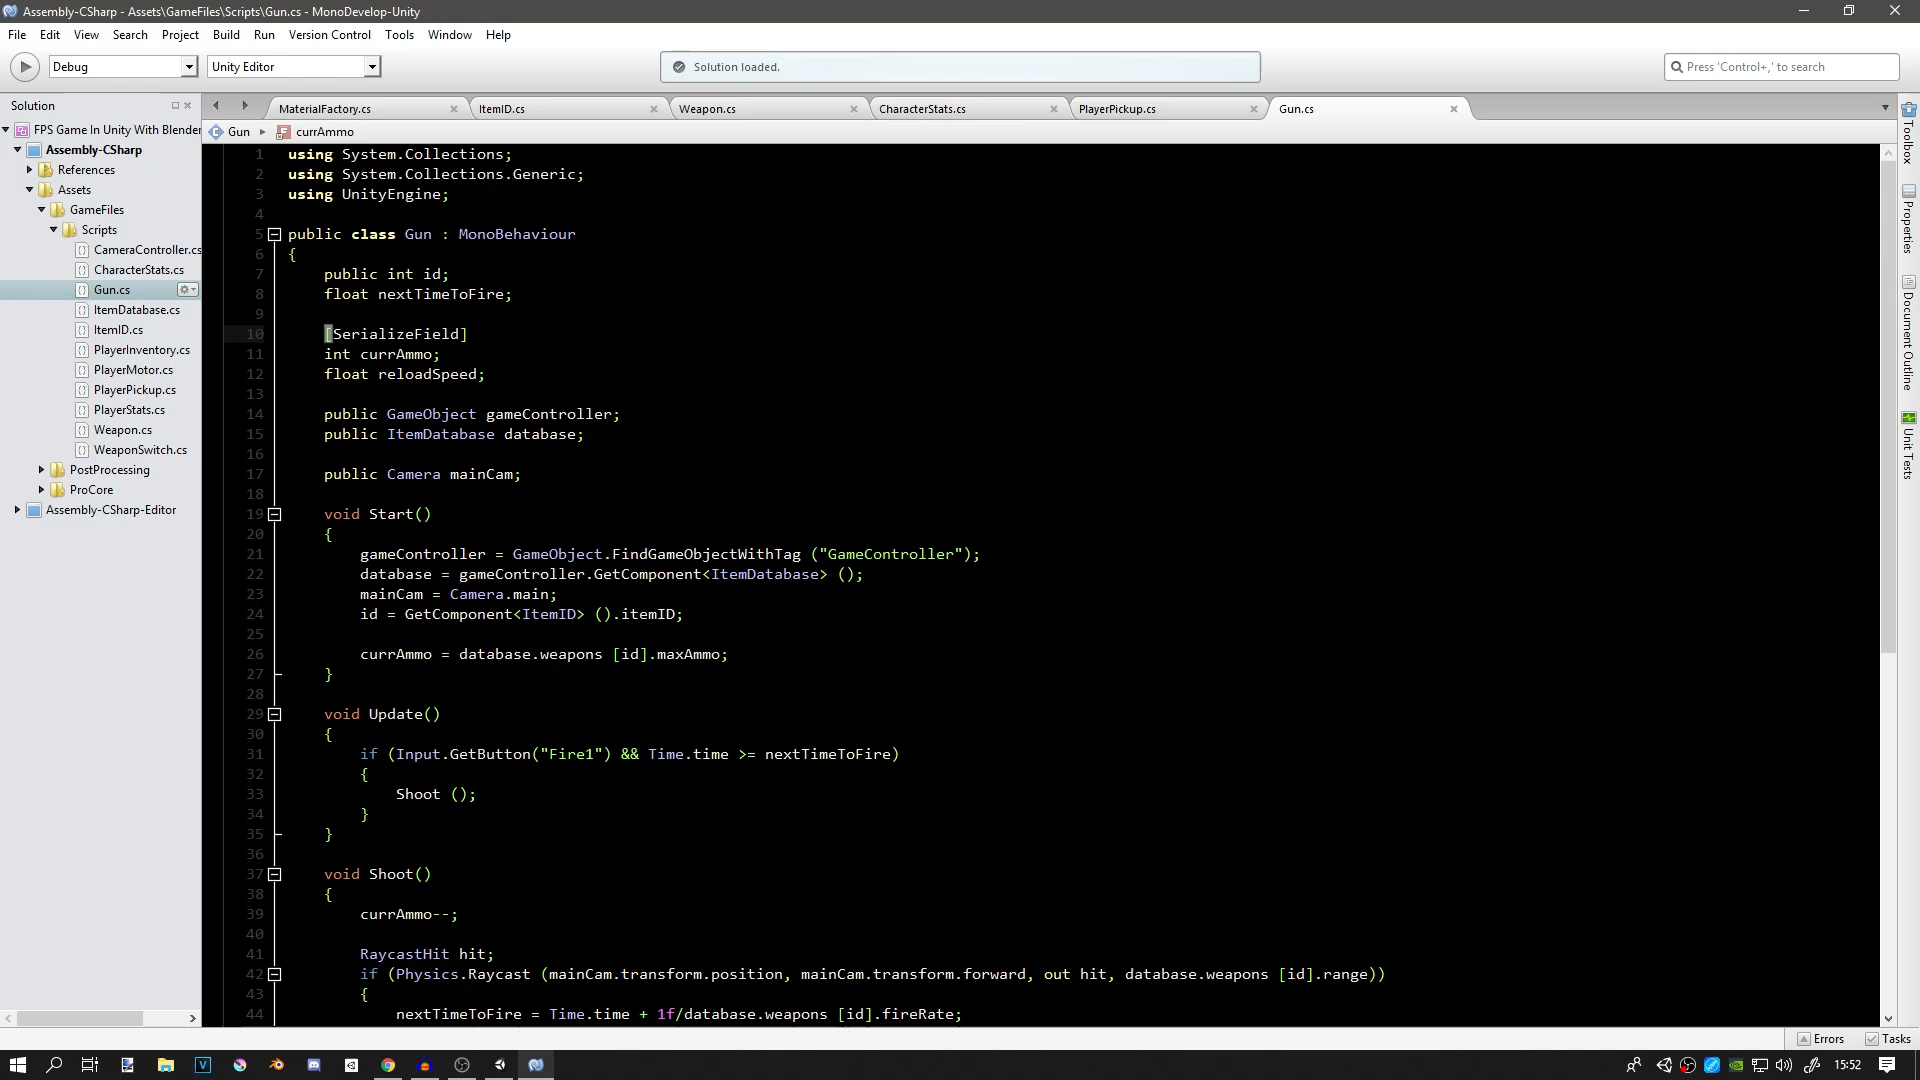 Assembly-CSharp - Assets\GameFiles\Scripts\Gun.cs - MonoDevelop-Unity
File Edit View Search Project Build Run Version Control Tools Window Help
Debug Unity Editor Solution loaded. Press 'Control+,' to search
Solution
FPS Game In Unity With Blender
Assembly-CSharp
References
Assets
GameFiles
Scripts
CameraController.cs
CharacterStats.cs
Gun.cs
ItemDatabase.cs
ItemID.cs
PlayerInventory.cs
PlayerMotor.cs
PlayerPickup.cs
PlayerStats.cs
Weapon.cs
WeaponSwitch.cs
PostProcessing
ProCore
Assembly-CSharp-Editor
MaterialFactory.cs ItemID.cs Weapon.cs CharacterStats.cs PlayerPickup.cs Gun.cs
Gun currAmmo
1 using System.Collections;
2 using System.Collections.Generic;
3 using UnityEngine;
4
5 public class Gun : MonoBehaviour
6 {
7 public int id;
8 float nextTimeToFire;
9
10 [SerializeField]
11 int currAmmo;
12 float reloadSpeed;
13
14 public GameObject gameController;
15 public ItemDatabase database;
16
17 public Camera mainCam;
18
19 void Start()
20 {
21 gameController = GameObject.FindGameObjectWithTag ("GameController");
22 database = gameController.GetComponent<ItemDatabase> ();
23 mainCam = Camera.main;
24 id = GetComponent<ItemID> ().itemID;
25
26 currAmmo = database.weapons [id].maxAmmo;
27 }
28
29 void Update()
30 {
31 if (Input.GetButton("Fire1") && Time.time >= nextTimeToFire)
32 {
33 Shoot ();
34 }
35 }
36
37 void Shoot()
38 {
39 currAmmo--;
40
41 RaycastHit hit;
42 if (Physics.Raycast (mainCam.transform.position, mainCam.transform.forward, out hit, database.weapons [id].range))
43 {
44 nextTimeToFire = Time.time + 1f/database.weapons [id].fireRate;
Toolbox
Properties
Document Outline
Unit Tests
Errors Tasks
15:52